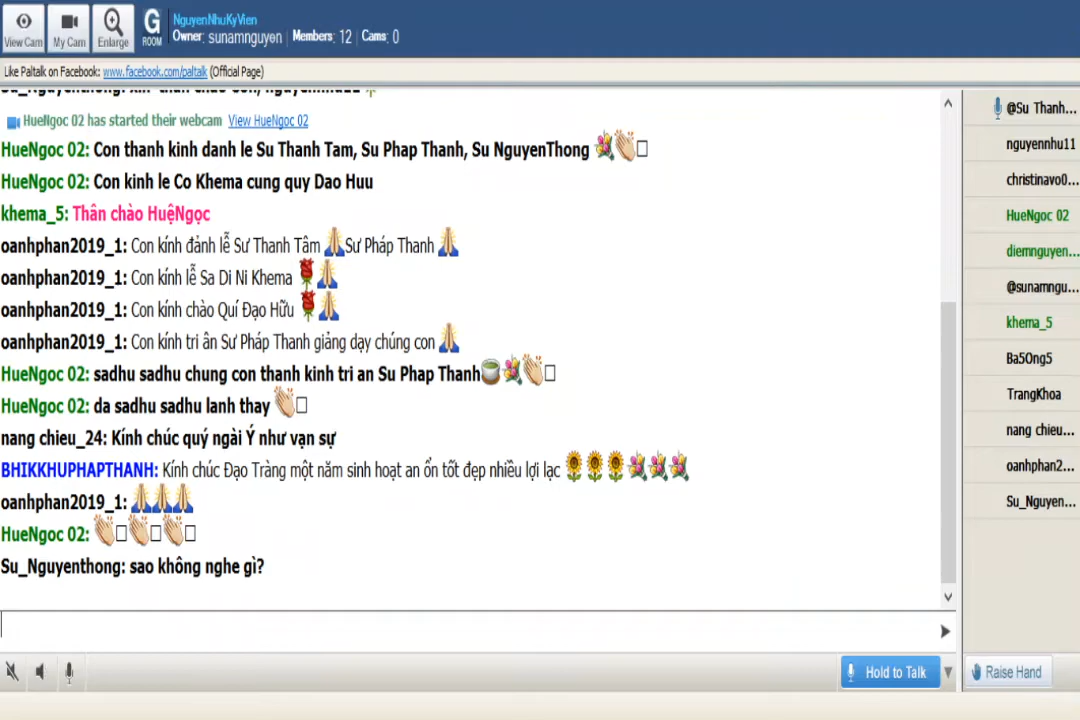 NguyenNhuKyVien
Owner: sunamnguyen | Members: 12 | Cams: 0
View Cam
My Cam
Enlarge
G
ROOM
Like Paltalk on Facebook: www.facebook.com/paltalk (Official Page)
HueNgoc 02 has started their webcam View HueNgoc 02
HueNgoc 02: Con thanh kinh danh le Su Thanh Tam, Su Phap Thanh, Su NguyenThong
HueNgoc 02: Con kinh le Co Khema cung quy Dao Huu
khema_5: Thân chào HuệNgọc
oanhphan2019_1: Con kính đảnh lễ Sư Thanh Tâm 🙏Sư Pháp Thanh 🙏
oanhphan2019_1: Con kính lễ Sa Di Ni Khema 🌹🙏
oanhphan2019_1: Con kính chào Quí Đạo Hữu 🌹🙏
oanhphan2019_1: Con kính tri ân Sư Pháp Thanh giảng dạy chúng con 🙏
HueNgoc 02: sadhu sadhu chung con thanh kinh tri an Su Phap Thanh
HueNgoc 02: da sadhu sadhu lanh thay
nang chieu_24: Kính chúc quý ngài Ý như vạn sự
BHIKKHUPHAPTHANH: Kính chúc Đạo Tràng một năm sinh hoạt an ổn tốt đẹp nhiều lợi lạc
oanhphan2019_1: 🙏🙏🙏
HueNgoc 02:
Su_Nguyenthong: sao không nghe gì?
Hold to Talk
@Su Thanh...
nguyennhu11
christinavo0...
HueNgoc 02
diemnguyen...
@sunamngu...
khema_5
Ba5Ong5
TrangKhoa
nang chieu...
oanhphan2...
Su_Nguyen...
Raise Hand